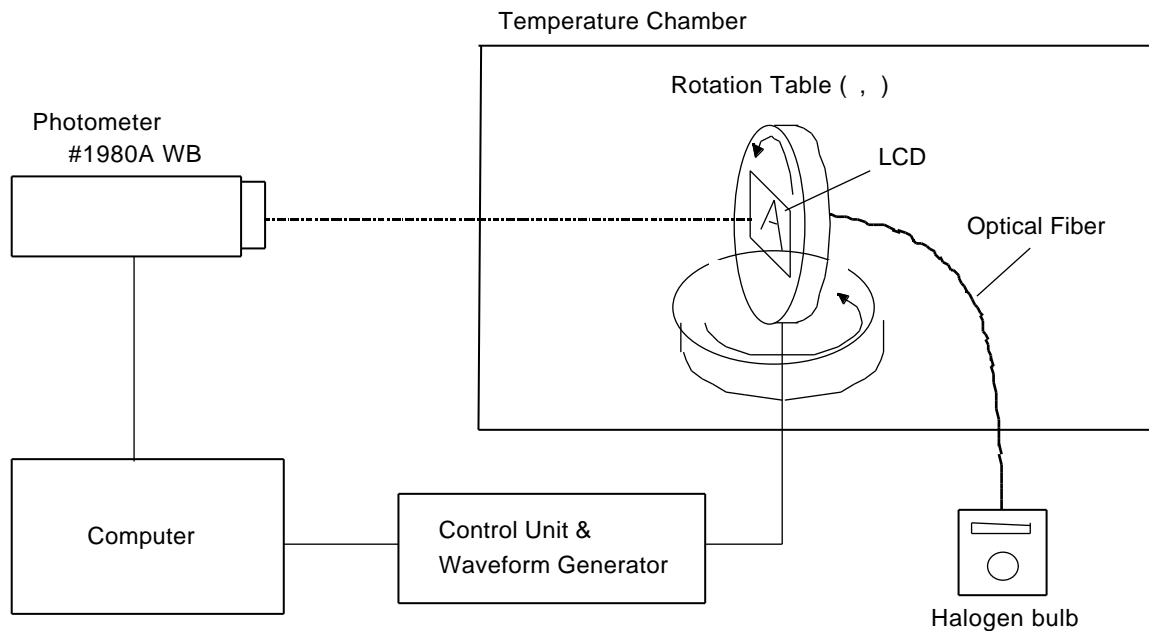 Temperature Chamber
Rotation Table ( , )
Photometer
#1980A WB
LCD
Optical Fiber
Computer
Control Unit &
Waveform Generator
Halogen bulb